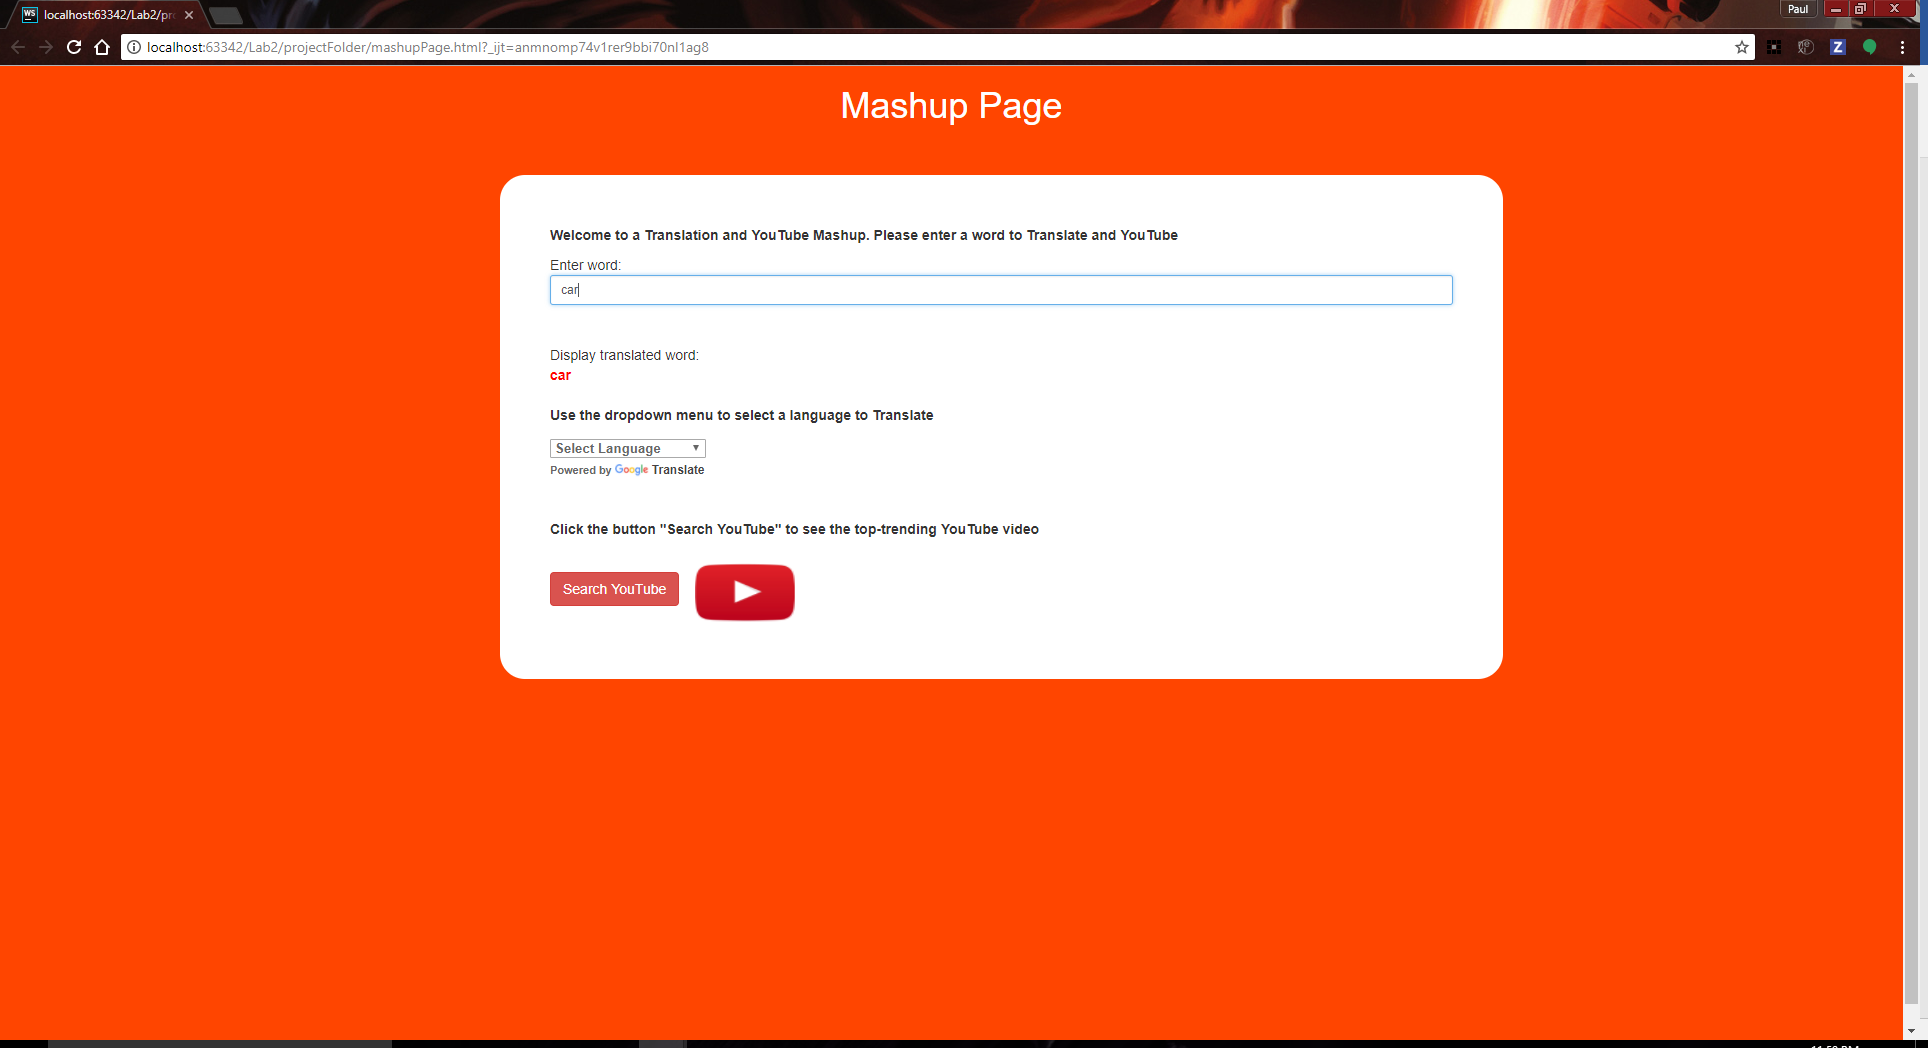 WS localhost:63342/Lab2/pr
Paul
localhost:63342/Lab2/projectFolder/mashupPage.html?_ijt=anmnomp74v1rer9bbi70nl1ag8
Z
Mashup Page
Welcome to a Translation and YouTube Mashup. Please enter a word to Translate and YouTube
Enter word:
car
Display translated word:
car
Use the dropdown menu to select a language to Translate
Select Language
Powered by Google Translate
Click the button "Search YouTube" to see the top-trending YouTube video
Search YouTube